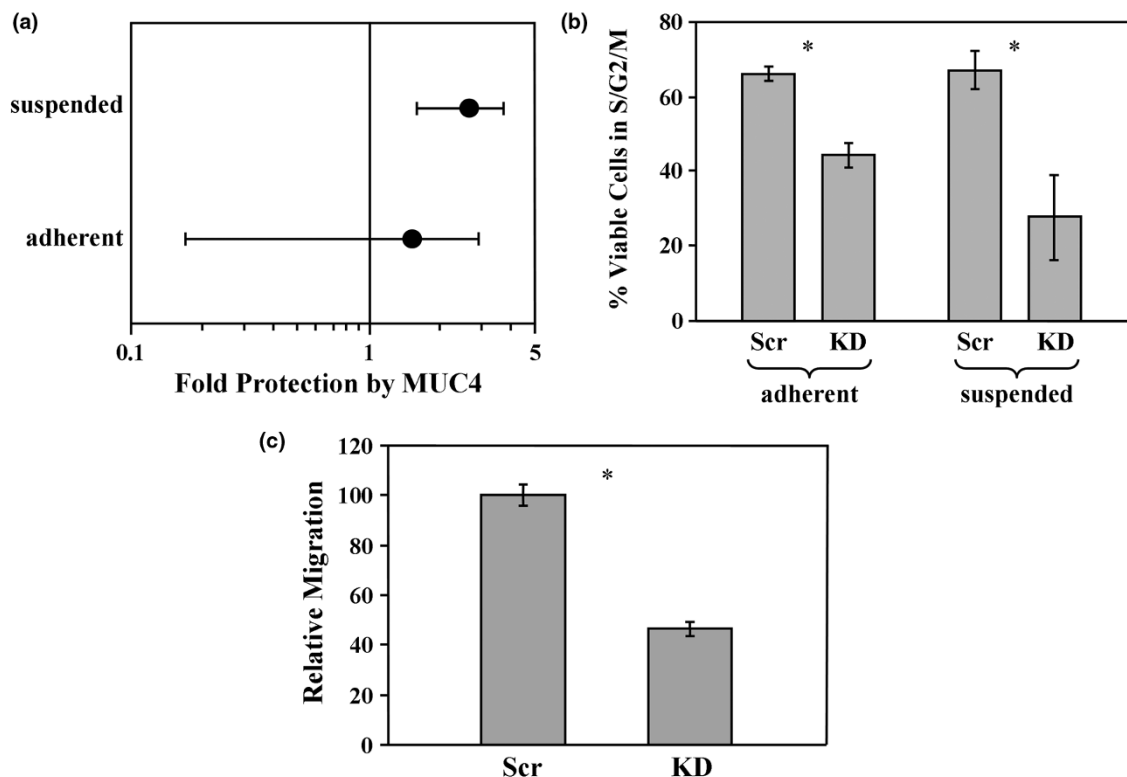 (a)
suspended
adherent
0.1 1 5
Fold Protection by MUC4
(b)
% Viable Cells in S/G2/M
80
60
40
20
0
* *
Scr KD Scr KD
adherent suspended
(c)
Relative Migration
120
100
80
60
40
20
0
*
Scr KD